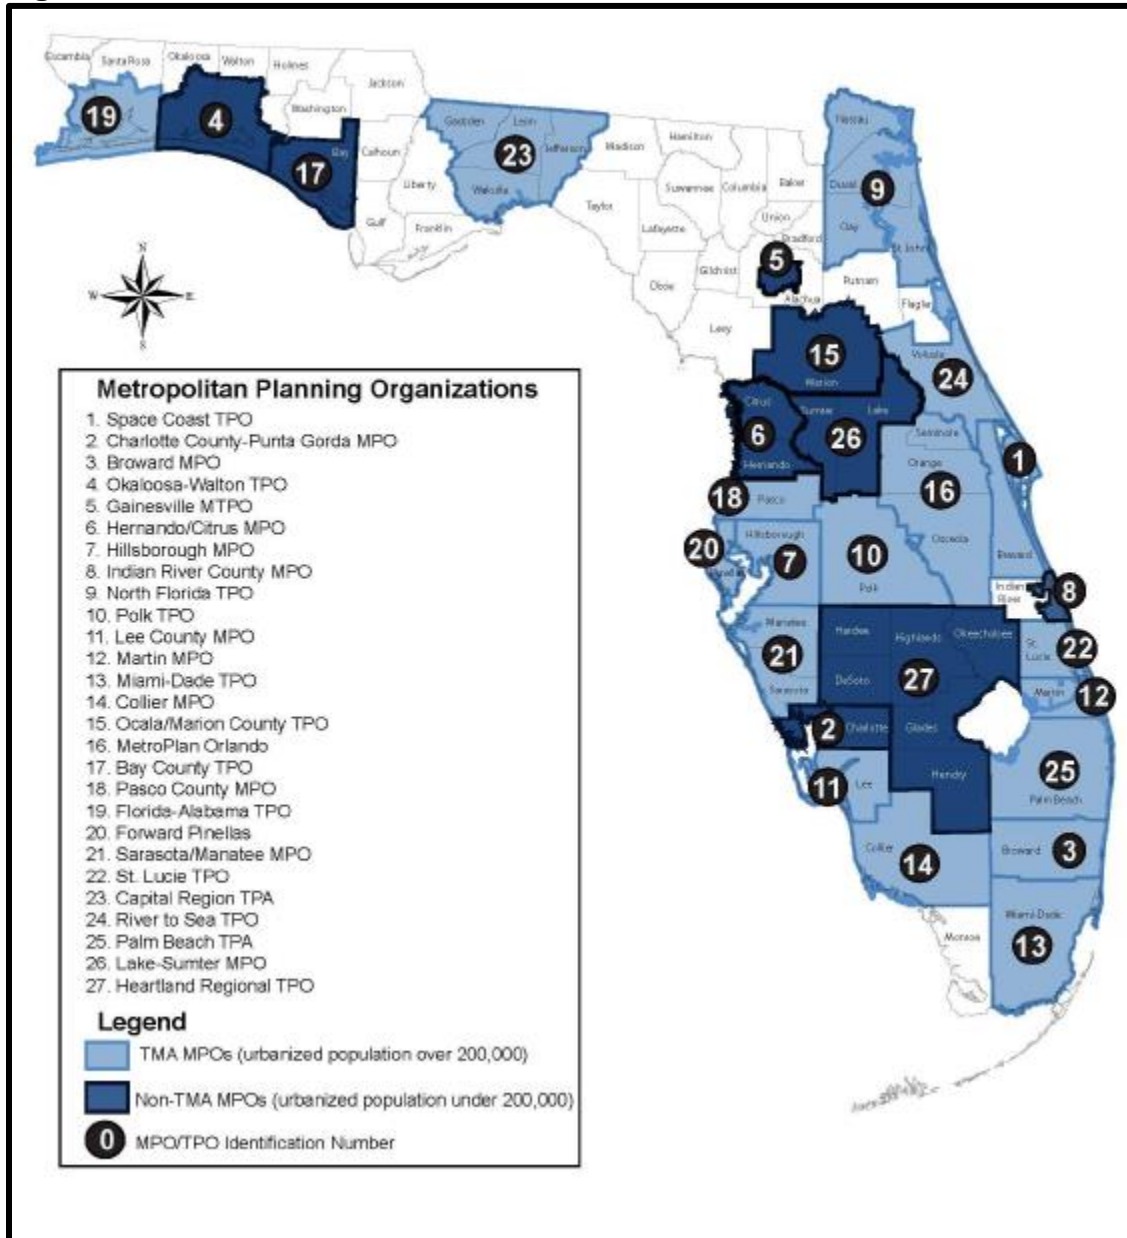 Escambia
Santa Rosa
Okaloosa
Walton
Holmes
Jackson
Washington
Bay
Calhoun
Gulf
Liberty
Franklin
Gadsden
Leon
Jefferson
Wakulla
Madison
Taylor
Hamilton
Suwannee
Columbia
Baker
Lafayette
Union
Bradford
Gilchrist
Dixie
Alachua
Levy
Nassau
Duval
Clay
St. Johns
Putnam
Flagler
19
4
17
23
9
5
N
W
E
S
15
Marion
Volusia
24
Citrus
Sumter
Lake
6
26
Hernando
Seminole
Orange
16
1
18
Pasco
Osceola
Brevard
20
Hillsborough
7
10
Polk
Indian
River
8
Manatee
21
Sarasota
Hardee
Highlands
Okeechobee
St.
Lucie
22
DeSoto
27
Martin
12
2
Charlotte
Glades
11
Lee
Hendry
25
Palm Beach
Collier
14
Broward
3
Miami-Dade
13
Monroe
Metropolitan Planning Organizations
1. Space Coast TPO
2. Charlotte County-Punta Gorda MPO
3. Broward MPO
4. Okaloosa-Walton TPO
5. Gainesville MTPO
6. Hernando/Citrus MPO
7. Hillsborough MPO
8. Indian River County MPO
9. North Florida TPO
10. Polk TPO
11. Lee County MPO
12. Martin MPO
13. Miami-Dade TPO
14. Collier MPO
15. Ocala/Marion County TPO
16. MetroPlan Orlando
17. Bay County TPO
18. Pasco County MPO
19. Florida-Alabama TPO
20. Forward Pinellas
21. Sarasota/Manatee MPO
22. St. Lucie TPO
23. Capital Region TPA
24. River to Sea TPO
25. Palm Beach TPA
26. Lake-Sumter MPO
27. Heartland Regional TPO
Legend
TMA MPOs (urbanized population over 200,000)
Non-TMA MPOs (urbanized population under 200,000)
0 MPO/TPO Identification Number